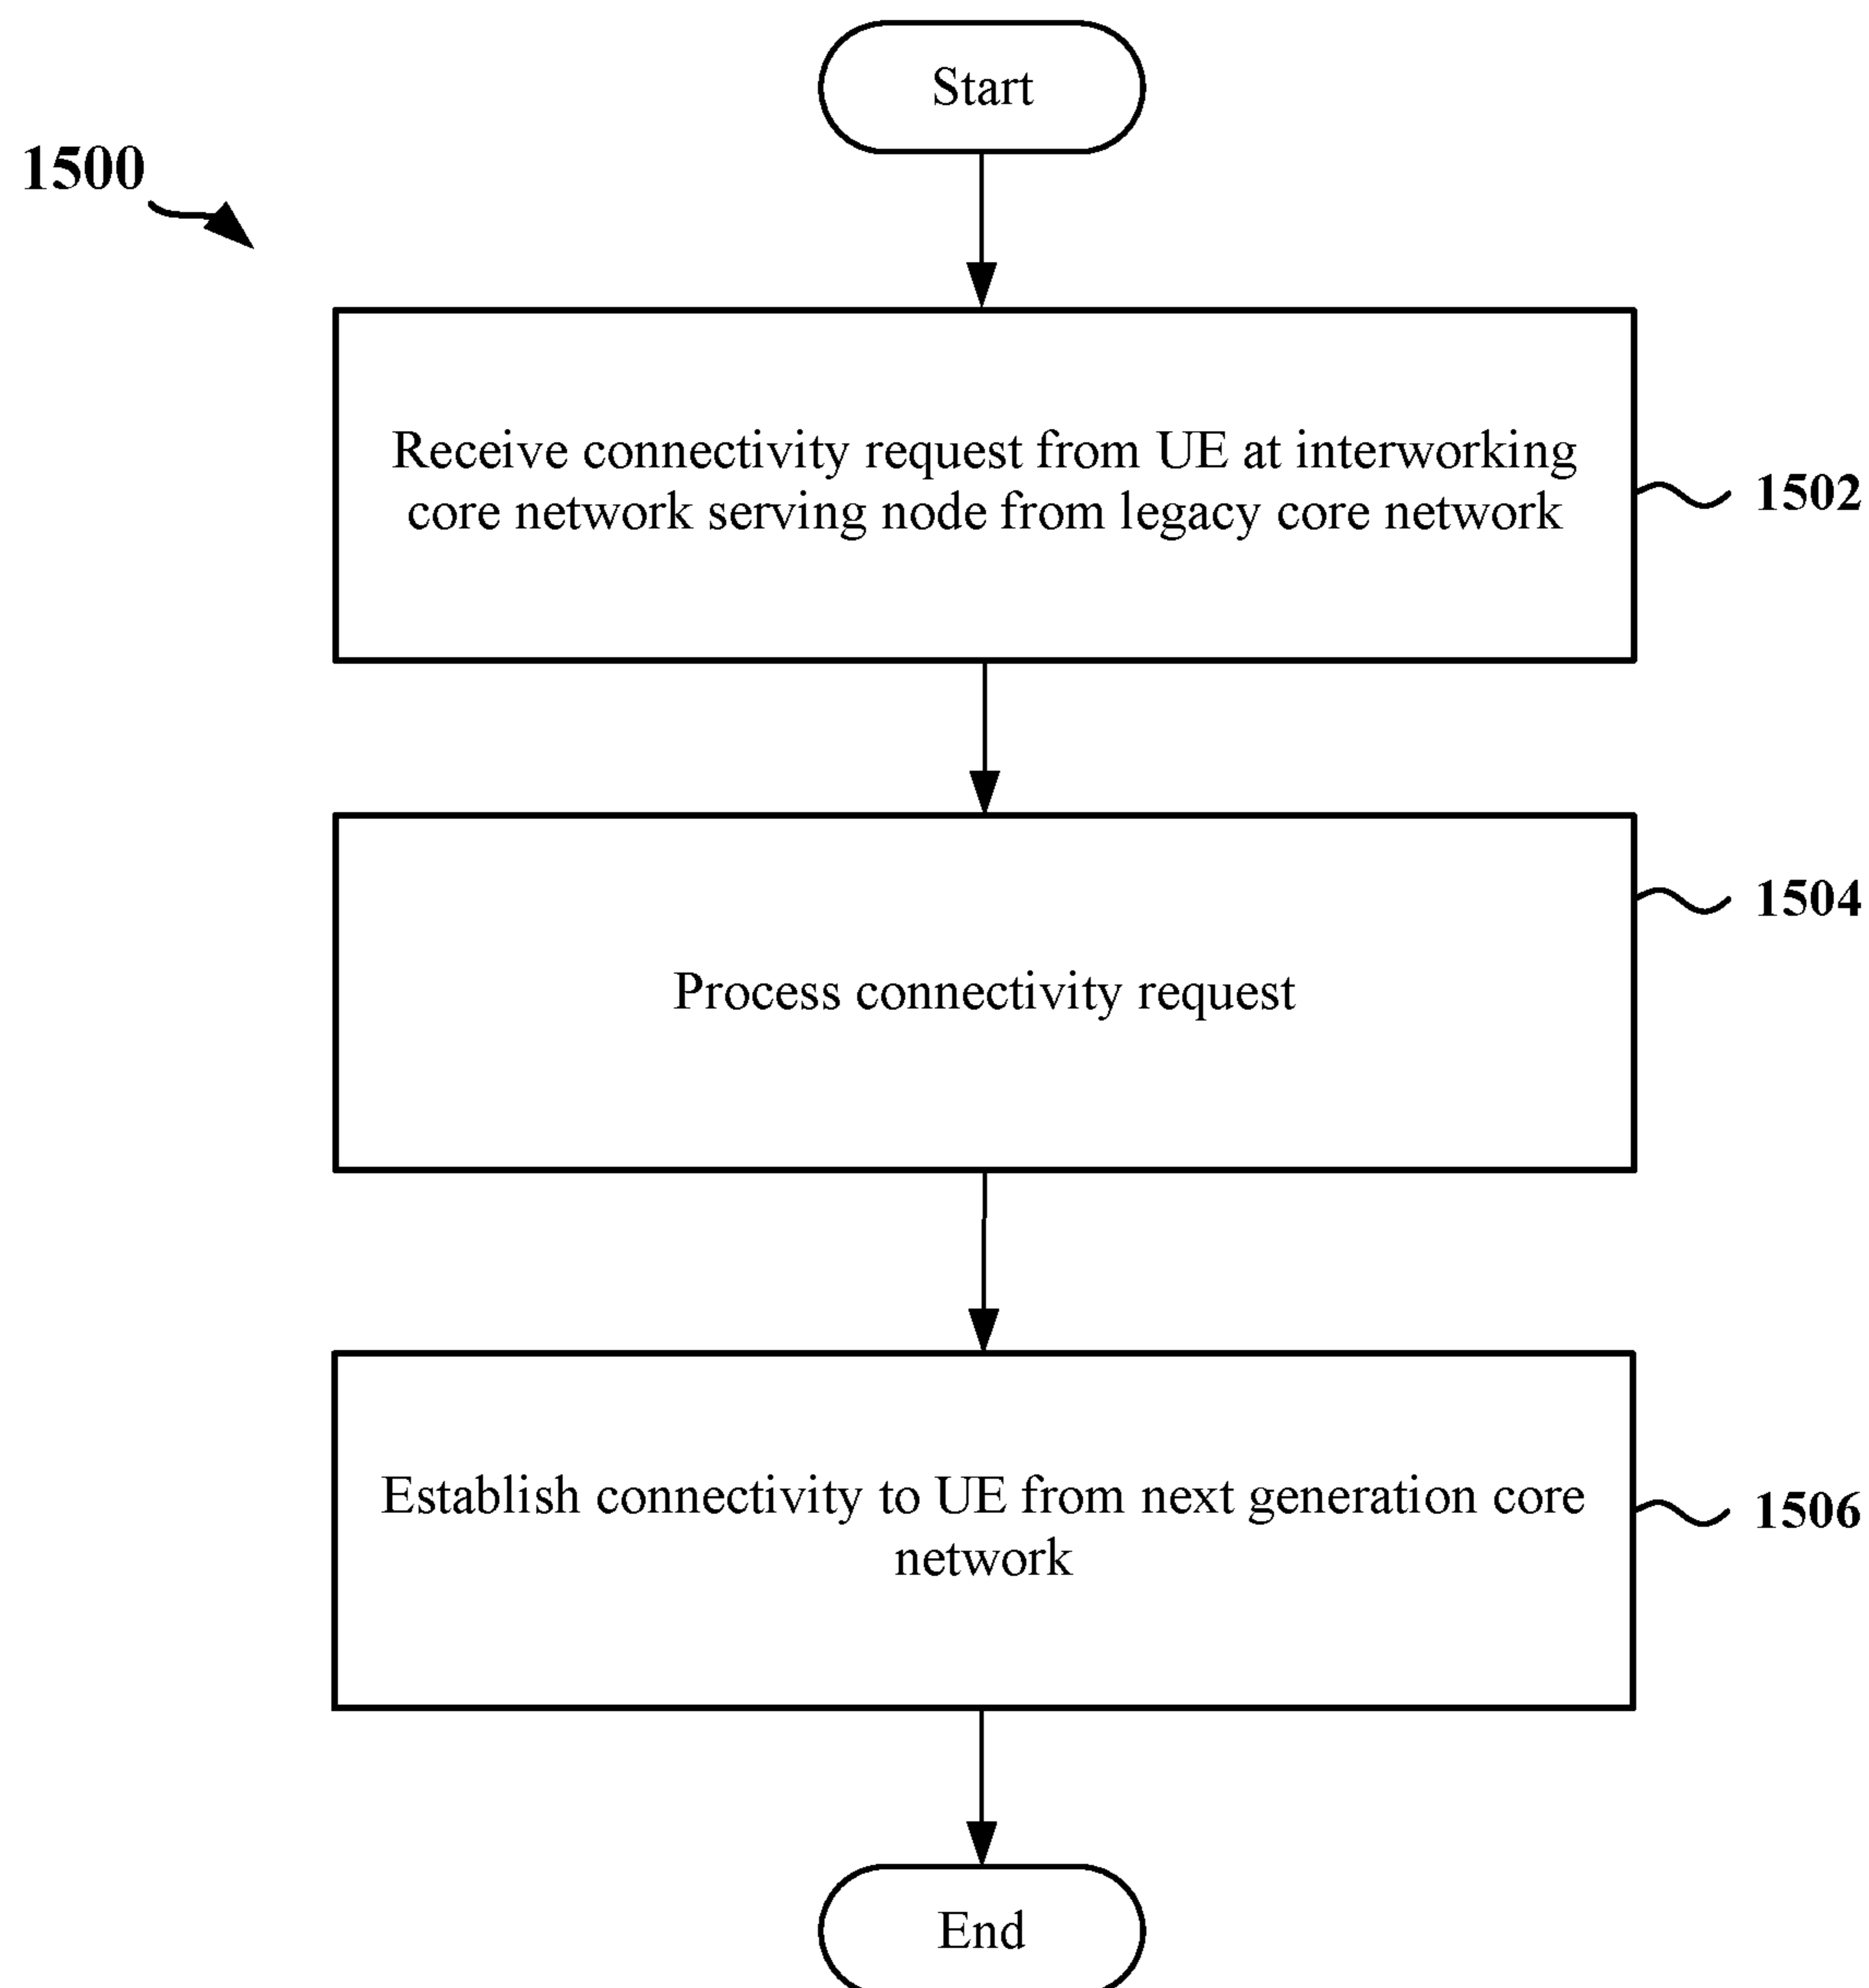 Start
1500
Receive connectivity request from UE at interworking
core network serving node from legacy core network
1502
1504
Process connectivity request
Establish connectivity to UE from next generation core
network
1506
End